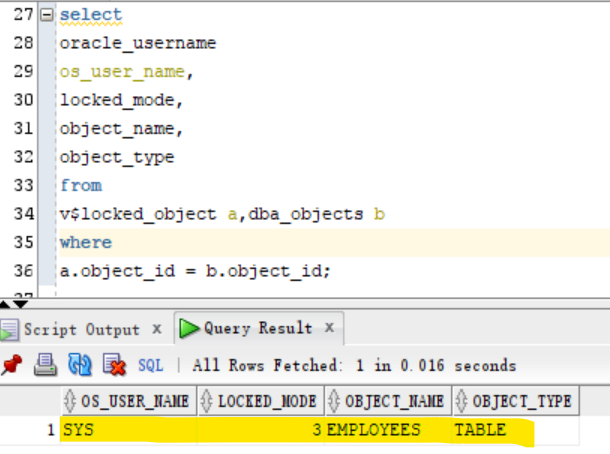 27 select
28 oracle_username
29 os_user_name,
30 locked_mode,
31 object_name,
32 object_type
33 from
34 v$locked_object a,dba_objects b
35 where
36 a.object_id = b.object_id;
Script Output x Query Result x
SQL | All Rows Fetched: 1 in 0.016 seconds
OS_USER_NAME LOCKED_MODE OBJECT_NAME OBJECT_TYPE
1 SYS 3 EMPLOYEES TABLE